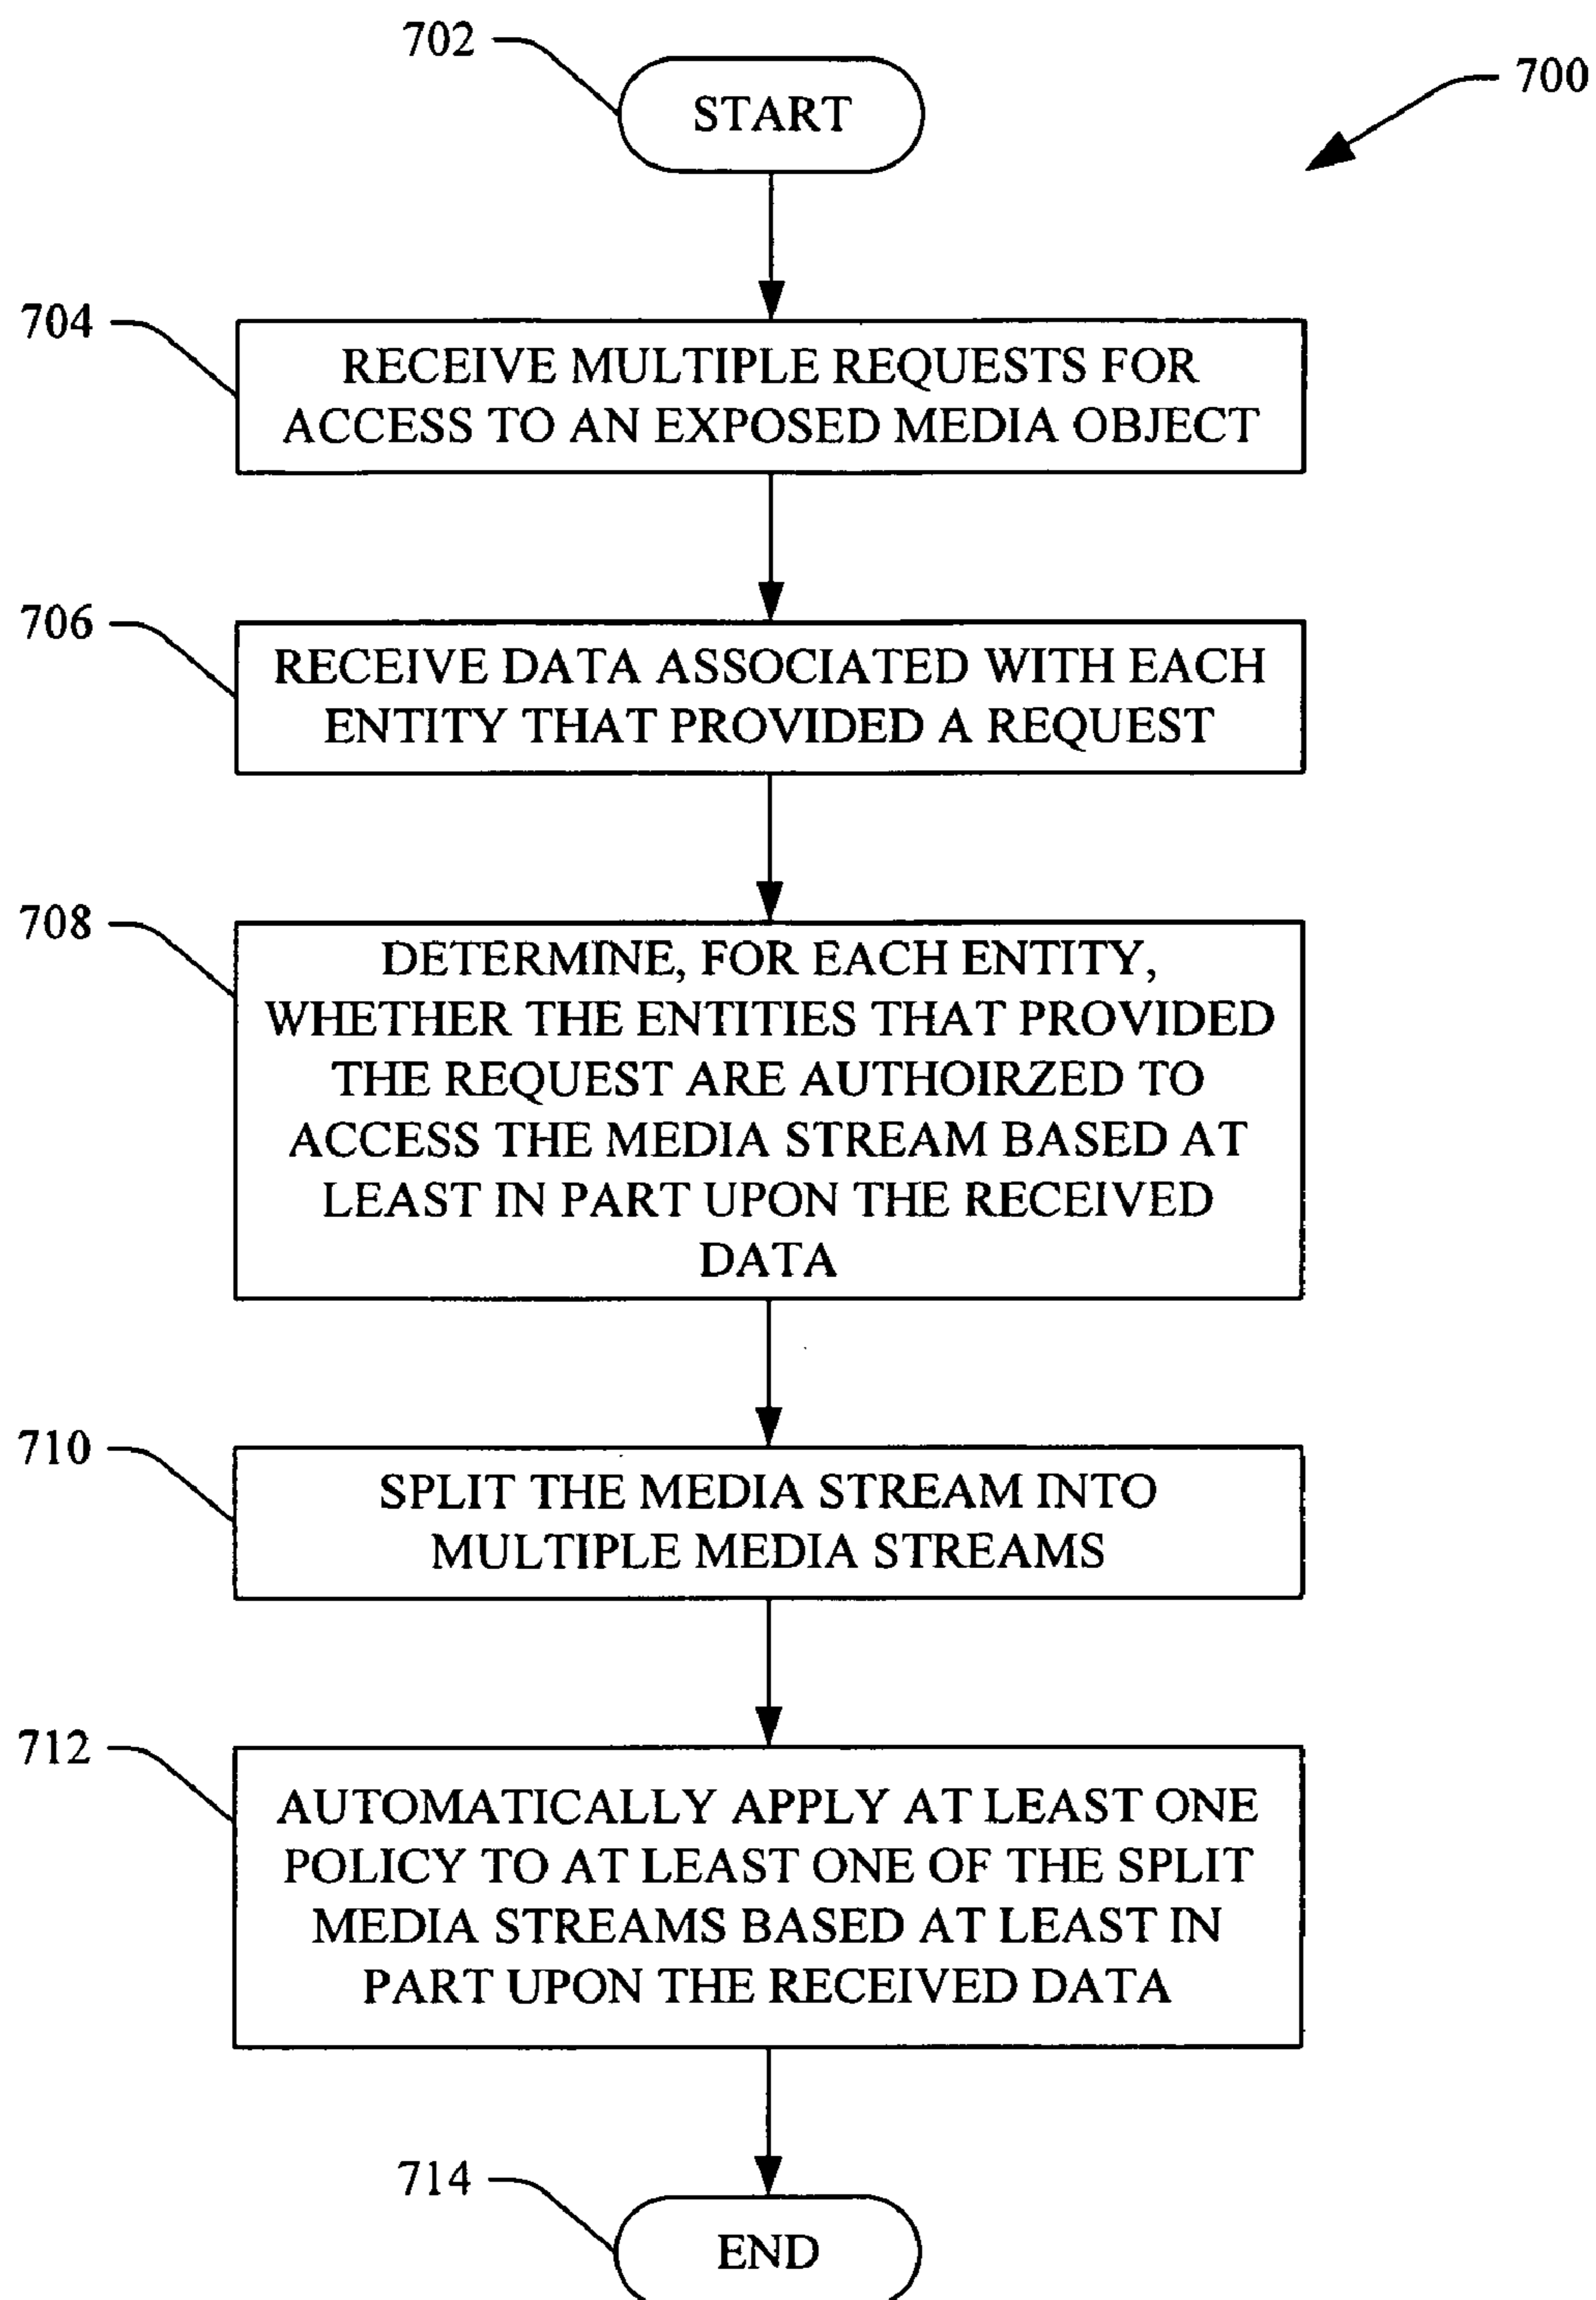 702
START
700
704
RECEIVE MULTIPLE REQUESTS FOR
ACCESS TO AN EXPOSED MEDIA OBJECT
706
RECEIVE DATA ASSOCIATED WITH EACH
ENTITY THAT PROVIDED A REQUEST
708
DETERMINE, FOR EACH ENTITY,
WHETHER THE ENTITIES THAT PROVIDED
THE REQUEST ARE AUTHOIRZED TO
ACCESS THE MEDIA STREAM BASED AT
LEAST IN PART UPON THE RECEIVED
DATA
710
SPLIT THE MEDIA STREAM INTO
MULTIPLE MEDIA STREAMS
712
AUTOMATICALLY APPLY AT LEAST ONE
POLICY TO AT LEAST ONE OF THE SPLIT
MEDIA STREAMS BASED AT LEAST IN
PART UPON THE RECEIVED DATA
714
END